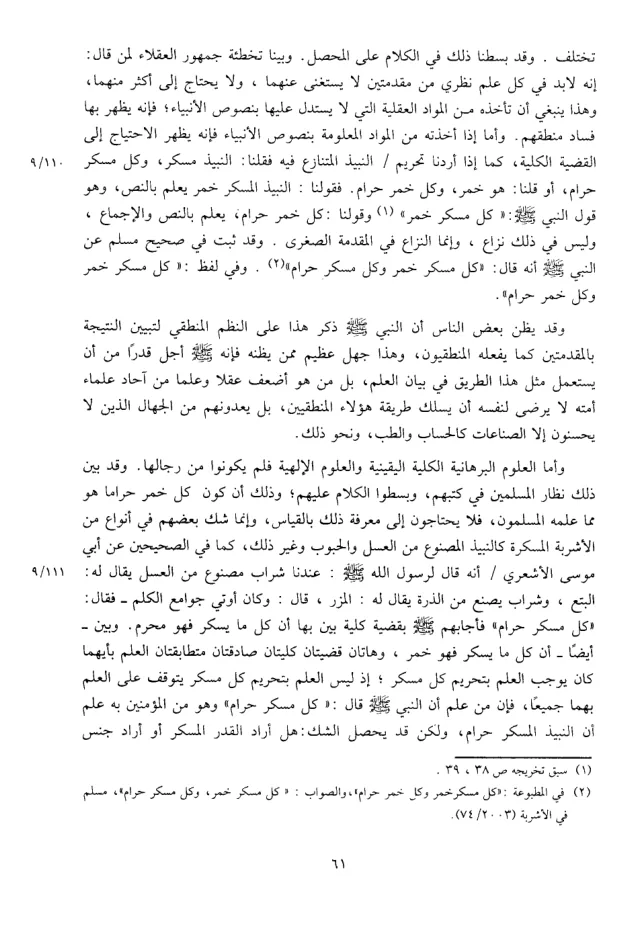 تختلف . وقد بسطنا ذلك في الكلام على المحصل. وبينا تخطئة جمهور العقلاء لمن قال:
إنه لابد في كل علم نظري من مقدمتين لا يستغنى عنهما ، ولا يحتاج إلى أكثر منهما،
وهذا ينبغي أن تأخذه مـن المواد العقلية التي لا يستدل عليها بنصوص الأنبياء؛ فإنه يظهر بها
فساد منطقهم. وأما إذا أخذته من المواد المعلومة بنصوص الأنبياء فإنه يظهر الاحتياج إلى
٩/١١٠ القضية الكلية، كما إذا أردنا تحريم / النبيذ المتنازع فيه فقلنا: النبيذ مسكر، وكل مسكر
حرام، أو قلنا: هو خمر، وكل خمر حرام. فقولنا : النبيذ المسكر خمر يعلم بالنص، وهو
قول النبي ﷺ:« كل مسكر خمر» (١) وقولنا :كل خمر حرام، يعلم بالنص والإجماع ،
وليس في ذلك نزاع ، وإنما النزاع في المقدمة الصغرى . وقد ثبت في صحيح مسلم عن
النبي ﷺ أنه قال: «كل مسكر خمر وكل مسكر حرام»(٢) . وفي لفظ :« كل مسكر خمر
وكل خمر حرام».
وقد يظن بعض الناس أن النبي ﷺ ذكر هذا على النظم المنطقي لتبيين النتيجة
بالمقدمتين كما يفعله المنطقيون، وهذا جهل عظيم ممن يظنه فإنه ﷺ أجل قدرًا من أن
يستعمل مثل هذا الطريق في بيان العلم، بل من هو أضعف عقلا وعلما من آحاد علماء
أمته لا يرضى لنفسه أن يسلك طريقة هؤلاء المنطقيين، بل يعدونهم من الجهال الذين لا
يحسنون إلا الصناعات كالحساب والطب، ونحو ذلك.
وأما العلوم البرهانية الكلية اليقينية والعلوم الإلهية فلم يكونوا من رجالها. وقد بين
ذلك نظار المسلمين في كتبهم، وبسطوا الكلام عليهم؛ وذلك أن كون كل خمر حراما هو
مما علمه المسلمون، فلا يحتاجون إلى معرفة ذلك بالقياس، وإنما شك بعضهم في أنواع من
الأشربة المسكرة كالنبيذ المصنوع من العسل والحبوب وغير ذلك، كما في الصحيحين عن أبي
٩/١١١ موسى الأشعري / أنه قال لرسول الله ﷺ : عندنا شراب مصنوع من العسل يقال له:
البتع ، وشراب يصنع من الذرة يقال له : المزر ، قال : وكان أوتي جوامع الكلم ـ فقال:
«كل مسكر حرام» فأجابهم ﷺ بقضية كلية بين بها أن كل ما يسكر فهو محرم. وبين ـ
أيضًا ـ أن كل ما يسكر فهو خمر ، وهاتان قضيتان كليتان صادقتان متطابقتان العلم بأيهما
كان يوجب العلم بتحريم كل مسكر ؛ إذ ليس العلم بتحريم كل مسكر يتوقف على العلم
بهما جميعًا، فإن من علم أن النبي ﷺ قال :« كل مسكر حرام» وهو من المؤمنين به علم
أن النبيذ المسكر حرام، ولكن قد يحصل الشك:هل أراد القدر المسكر أو أراد جنس
(١) سبق تخريجه ص ٣٨ ، ٣٩ .
(٢) في المطبوعة :«كل مسكرخمر وكل خمر حرام»،والصواب : « كل مسكر خمر، وكل مسكر حرام»، مسلم
في الأشربة (٧٤/٢٠٠٣).
٦١